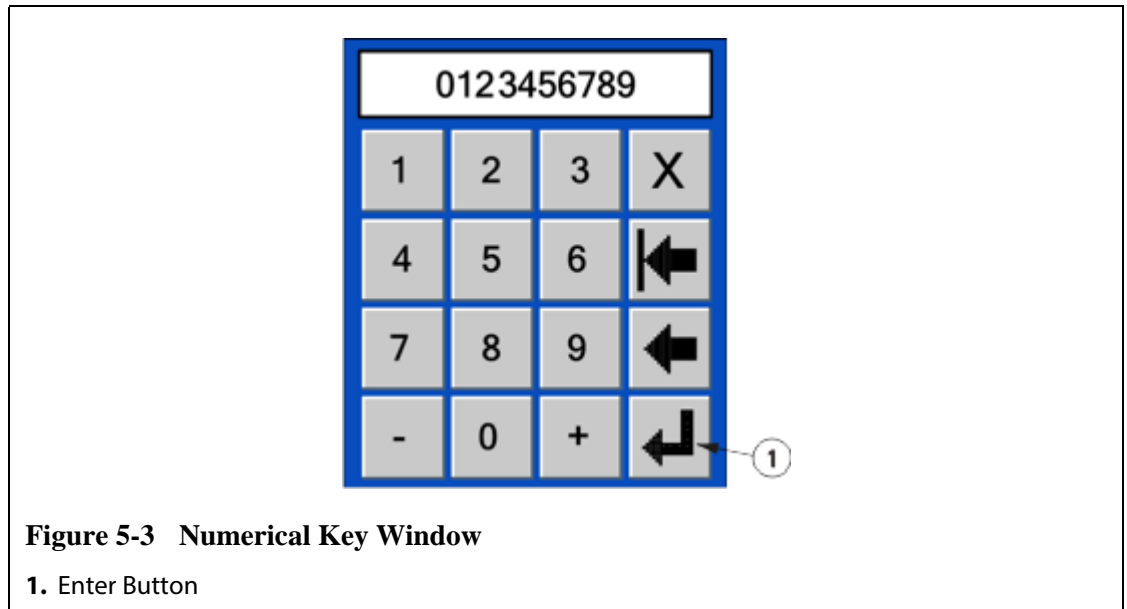 0123456789
1 2 3 X
4 5 6
7 8 9
- 0 +
1
Figure 5-3 Numerical Key Window
1. Enter Button